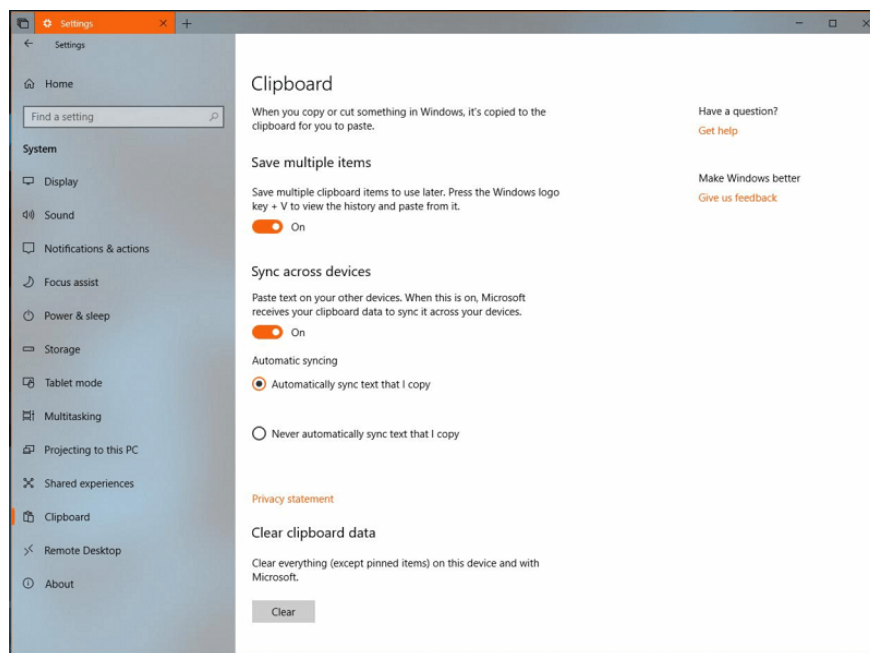 Settings
Settings
Home
Find a setting
System
Display
Sound
Notifications & actions
Focus assist
Power & sleep
Storage
Tablet mode
Multitasking
Projecting to this PC
Shared experiences
Clipboard
Remote Desktop
About
Clipboard
When you copy or cut something in Windows, it's copied to the
clipboard for you to paste.
Save multiple items
Save multiple clipboard items to use later. Press the Windows logo
key + V to view the history and paste from it.
On
Sync across devices
Paste text on your other devices. When this is on, Microsoft
receives your clipboard data to sync it across your devices.
On
Automatic syncing
Automatically sync text that I copy
Never automatically sync text that I copy
Privacy statement
Clear clipboard data
Clear everything (except pinned items) on this device and with
Microsoft.
Clear
Have a question?
Get help
Make Windows better
Give us feedback